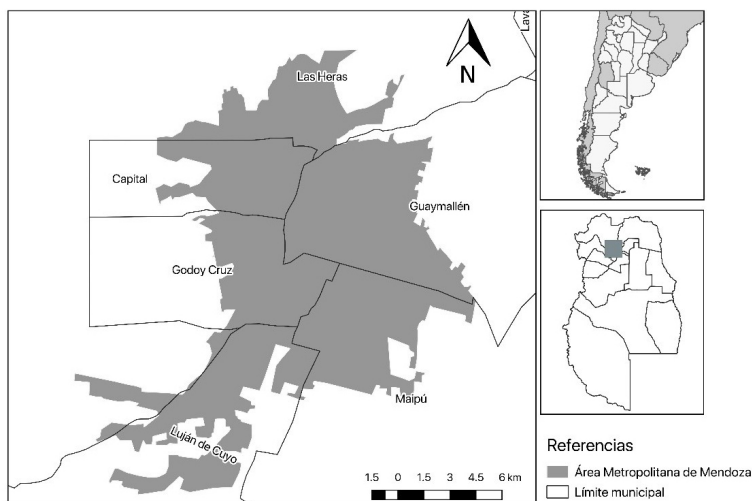 Lava
Las Heras
N
Capital
Guaymallén
Godoy Cruz
Maipú
Luján de Cuyo
1.5 0 1.5 3 4.5 6 km
Referencias
Área Metropolitana de Mendoza
Límite municipal